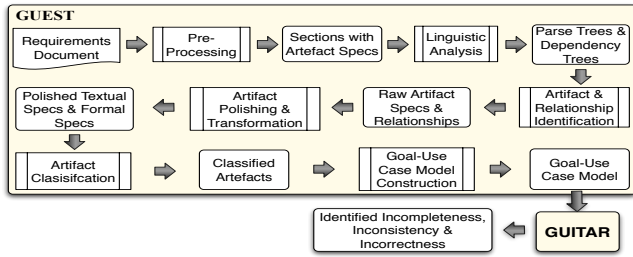 GUEST
Requirements
Document
Pre-
Processing
Sections with
Artefact Specs
Linguistic
Analysis
Parse Trees &
Dependency
Trees
Artifact &
Relationship
Identification
Raw Artifact
Specs &
Relationships
Artifact
Polishing &
Transformation
Polished Textual
Specs & Formal
Specs
Artifact
Clasisifcation
Classified
Artefacts
Goal-Use
Case Model
Construction
Goal-Use
Case Model
GUITAR
Identified Incompleteness,
Inconsistency &
Incorrectness